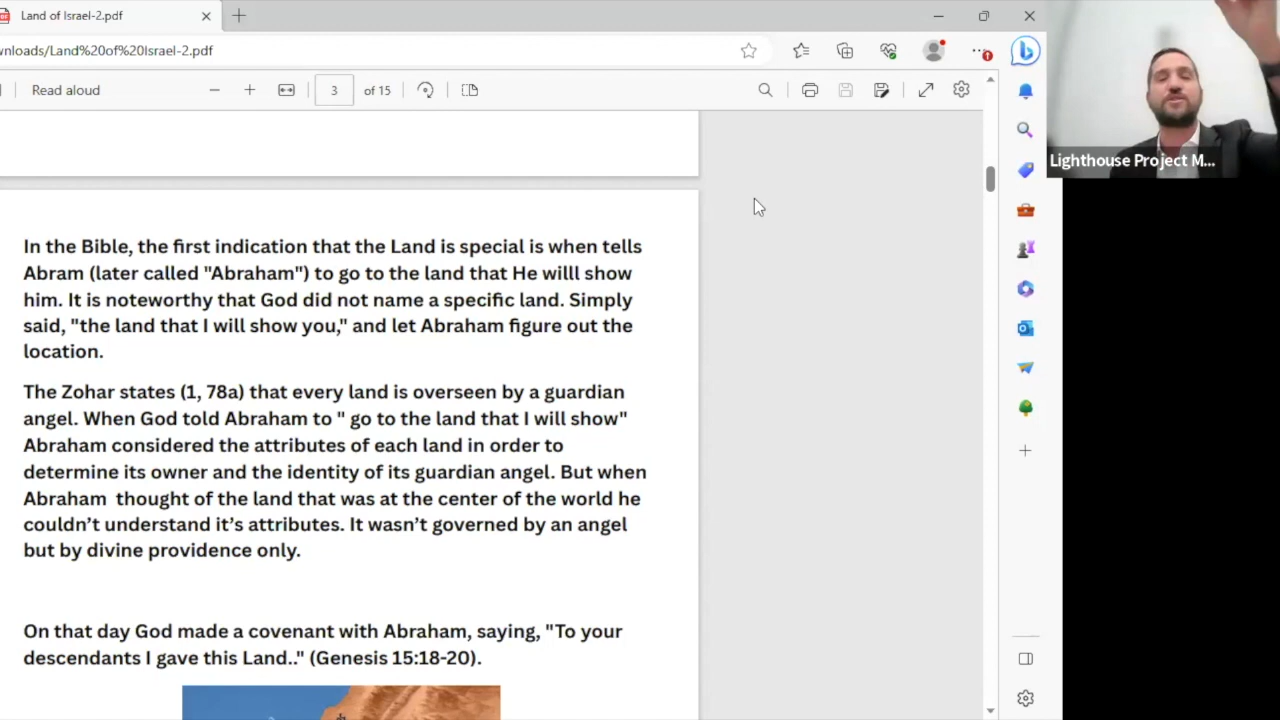 Land of Israel-2.pdf
wnloads/Land%20of%20Israel-2.pdf
Read aloud
3 of 15
Lighthouse Project M...
In the Bible, the first indication that the Land is special is when tells
Abram (later called "Abraham") to go to the land that He willl show
him. It is noteworthy that God did not name a specific land. Simply
said, "the land that I will show you," and let Abraham figure out the
location.
The Zohar states (1, 78a) that every land is overseen by a guardian
angel. When God told Abraham to " go to the land that I will show"
Abraham considered the attributes of each land in order to
determine its owner and the identity of its guardian angel. But when
Abraham  thought of the land that was at the center of the world he
couldn’t understand it’s attributes. It wasn’t governed by an angel
but by divine providence only.
On that day God made a covenant with Abraham, saying, "To your
descendants I gave this Land.." (Genesis 15:18-20).